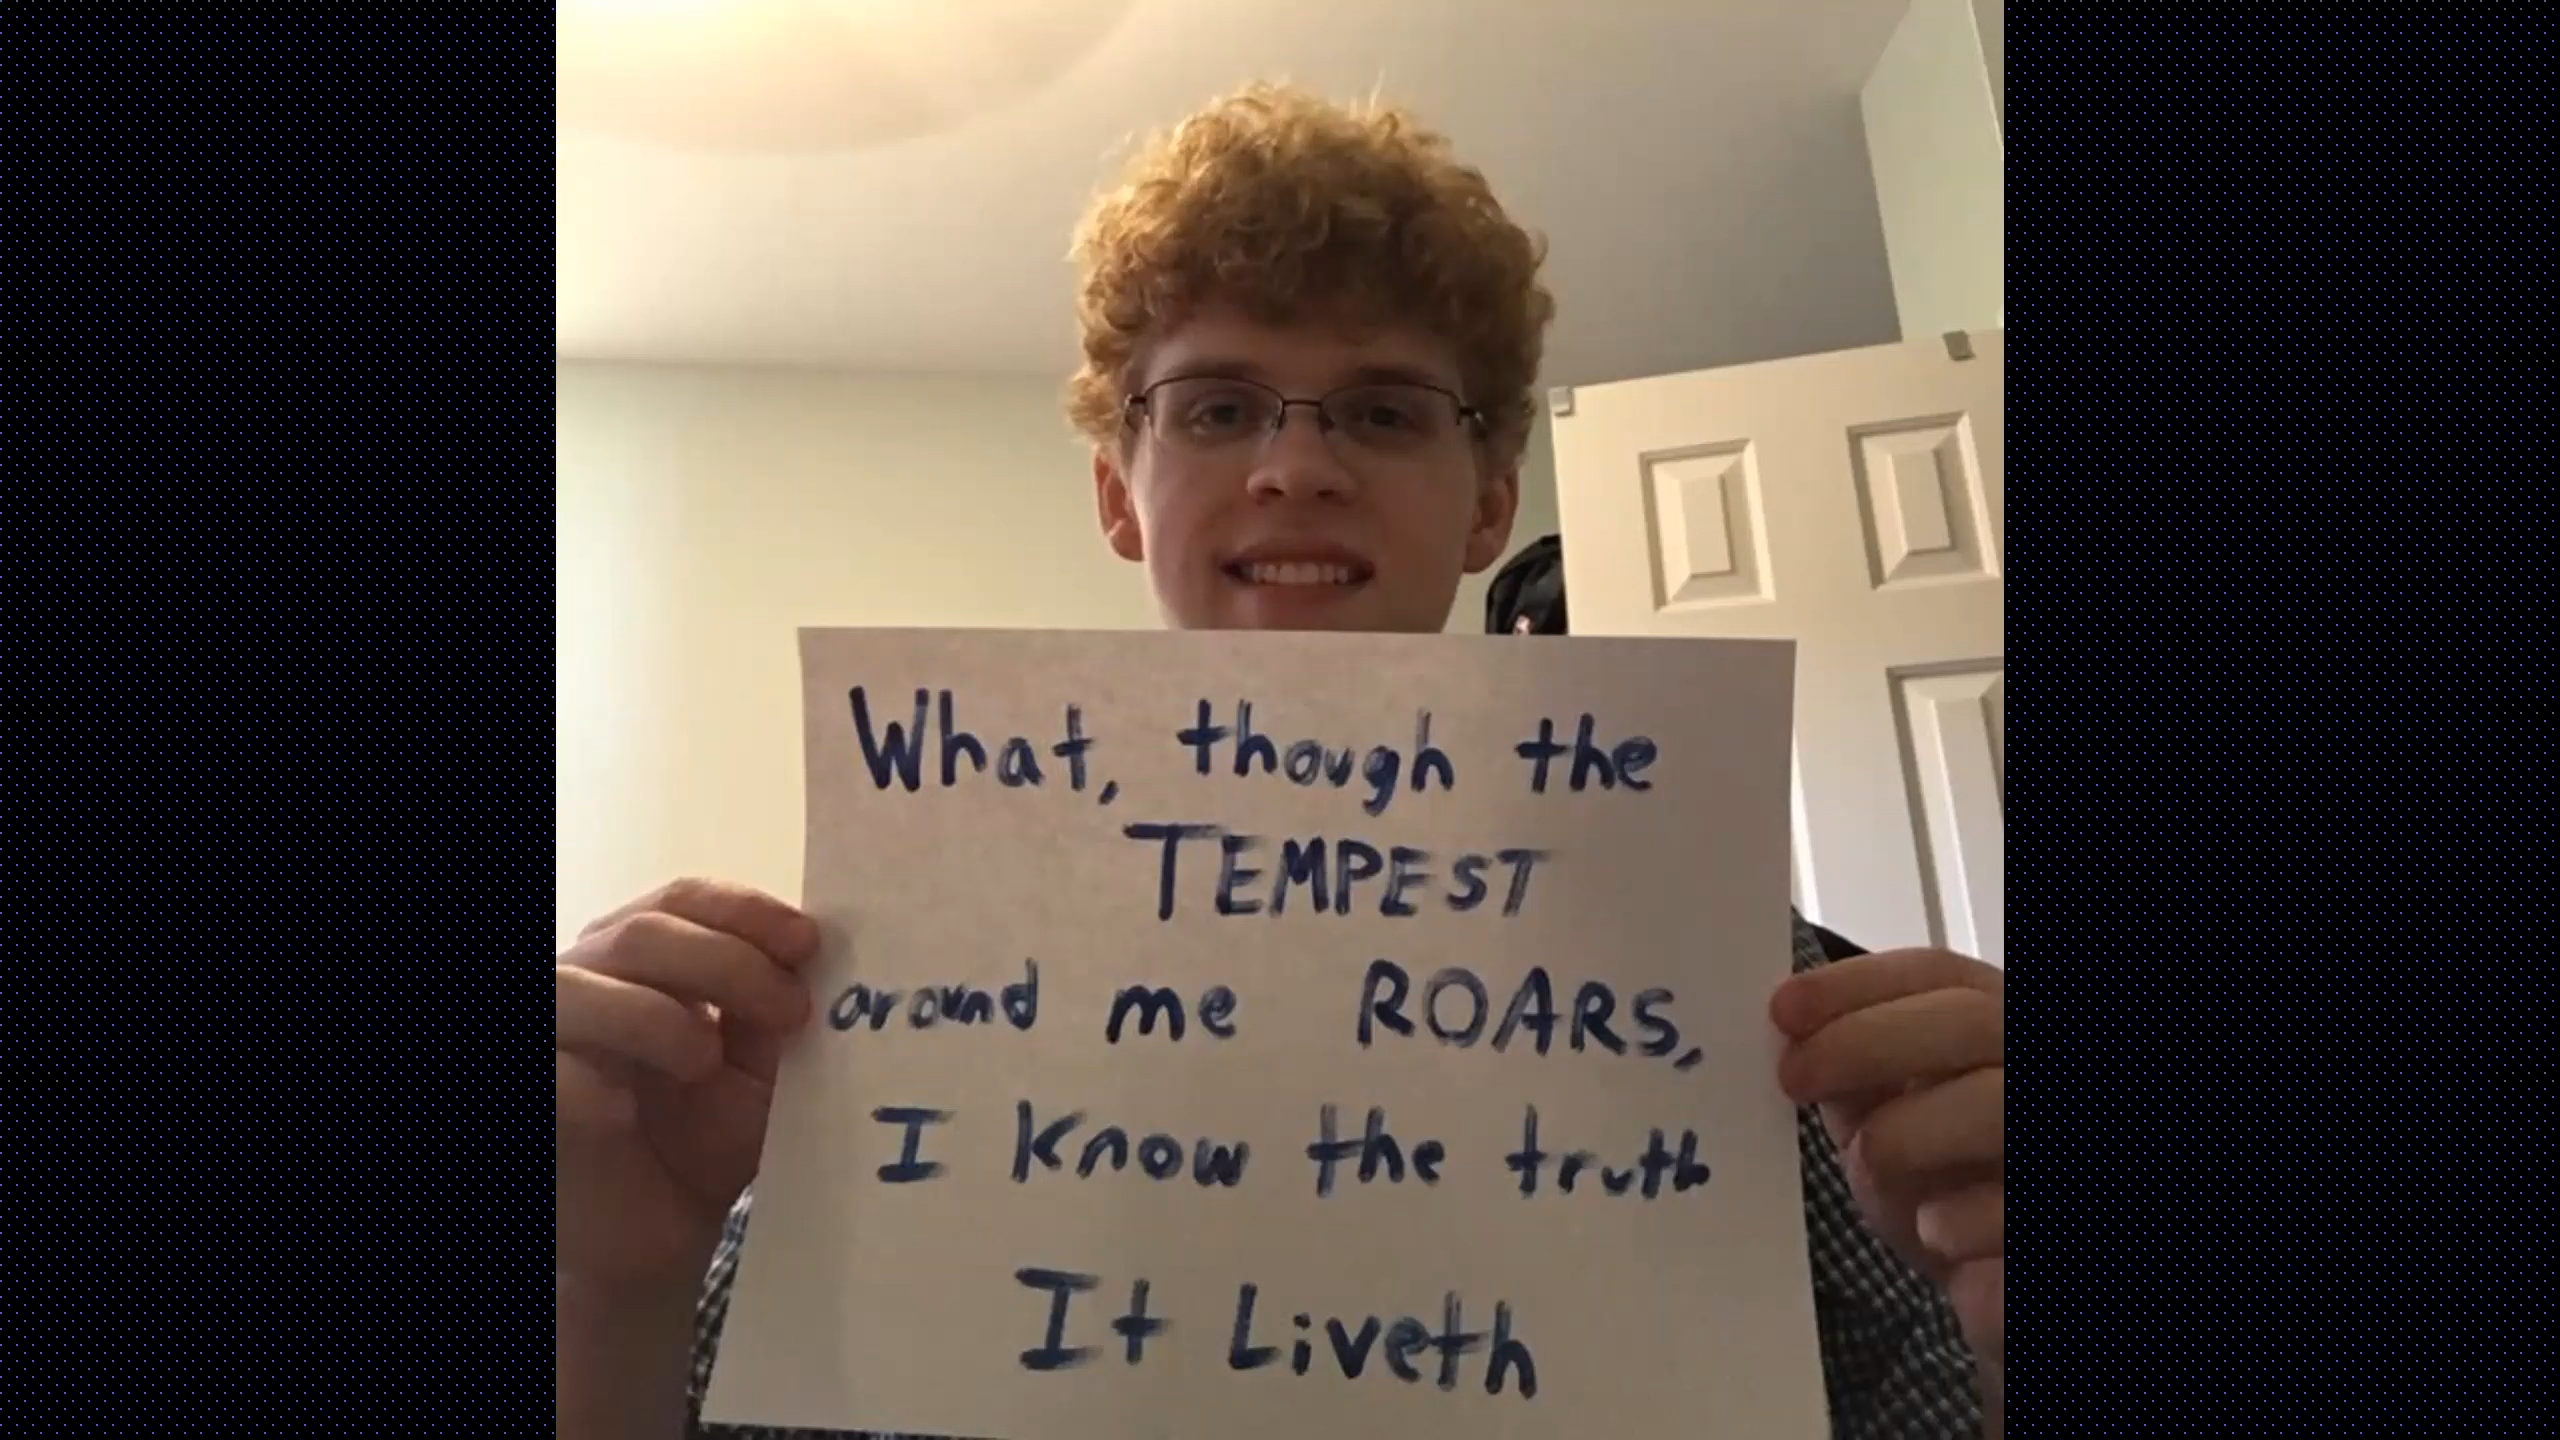 What, though the
TEMPEST
around me ROARS,
I know the truth
It Liveth